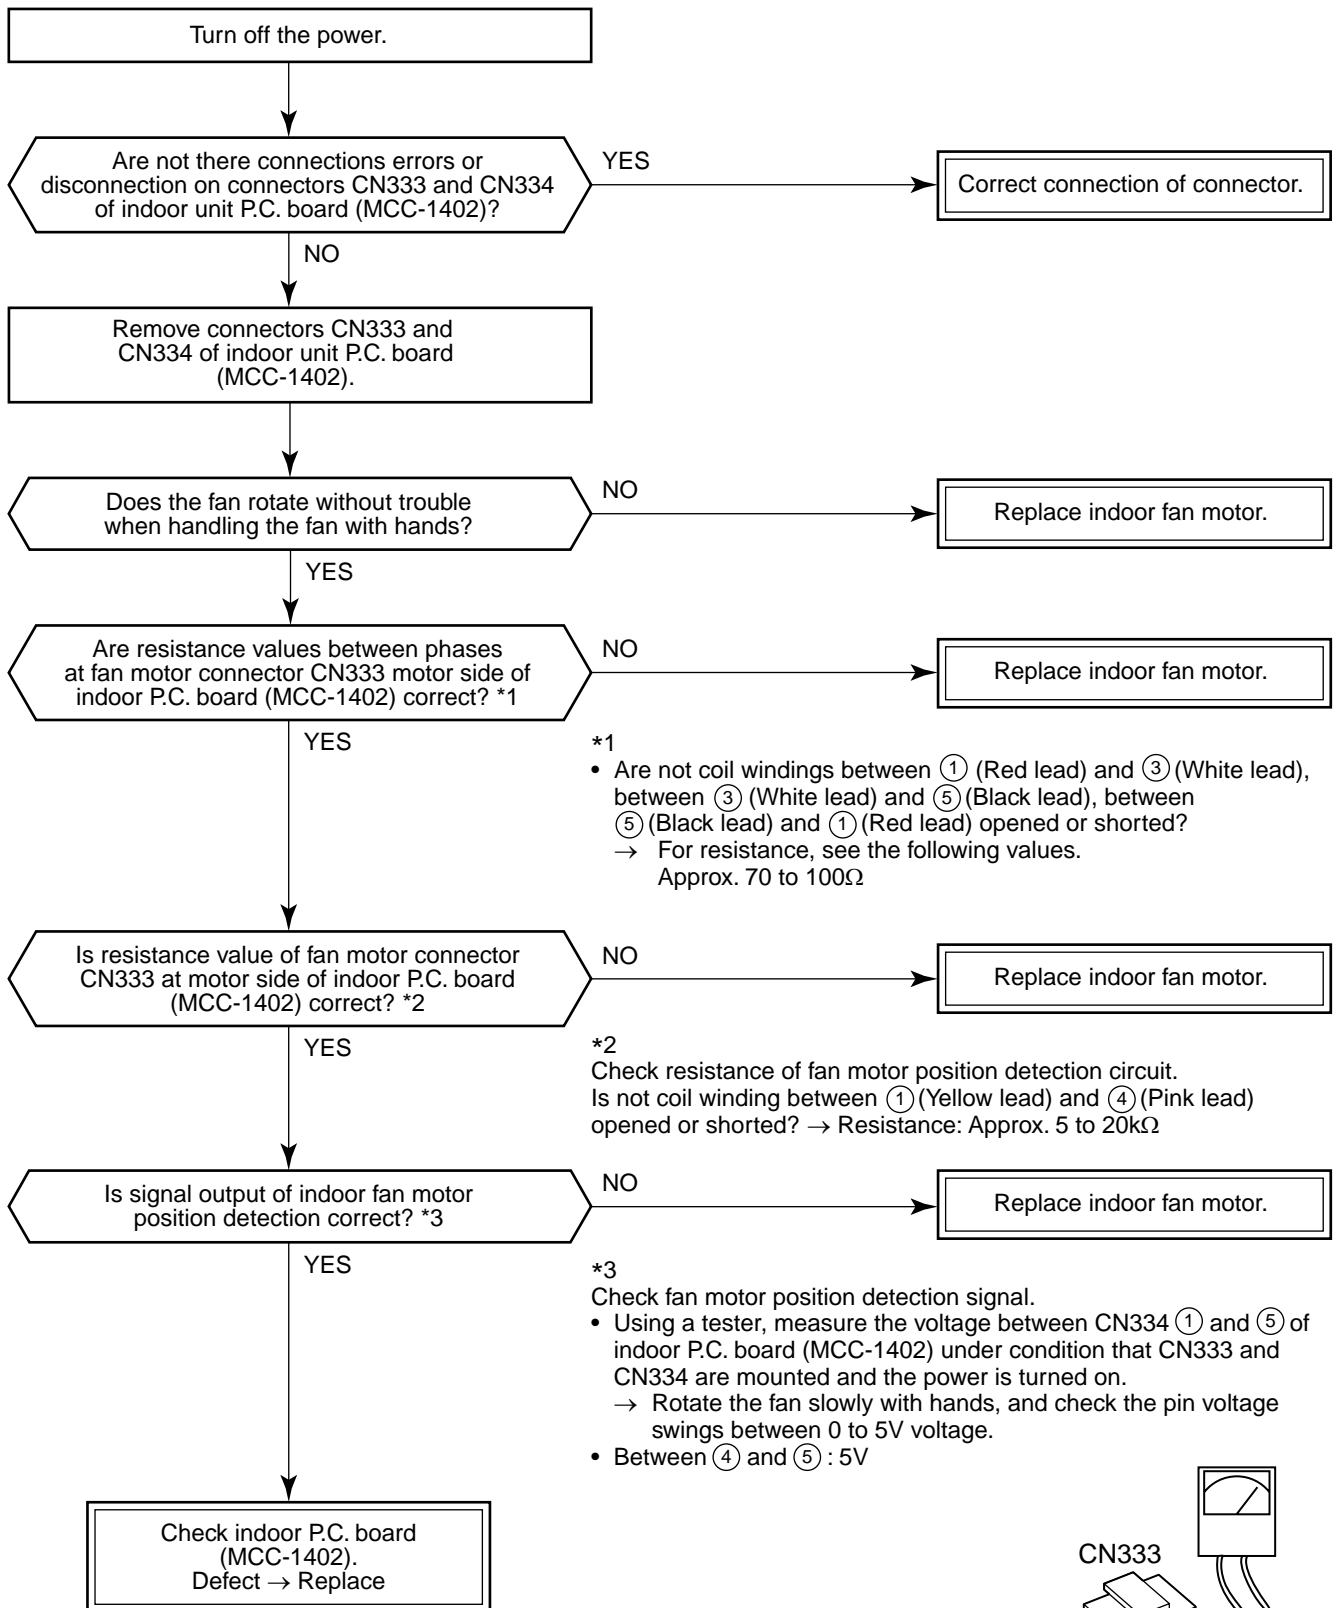 Turn off the power.
Are not there connections errors or
disconnection on connectors CN333 and CN334
of indoor unit P.C. board (MCC-1402)?
YES
Correct connection of connector.
NO
Remove connectors CN333 and
CN334 of indoor unit P.C. board
(MCC-1402).
Does the fan rotate without trouble
when handling the fan with hands?
NO
Replace indoor fan motor.
YES
Are resistance values between phases
at fan motor connector CN333 motor side of
indoor P.C. board (MCC-1402) correct? *1
NO
Replace indoor fan motor.
YES
*1
• Are not coil windings between ① (Red lead) and ③ (White lead),
between ③ (White lead) and ⑤ (Black lead), between
⑤ (Black lead) and ① (Red lead) opened or shorted?
→ For resistance, see the following values.
Approx. 70 to 100Ω
Is resistance value of fan motor connector
CN333 at motor side of indoor P.C. board
(MCC-1402) correct? *2
NO
Replace indoor fan motor.
YES
*2
Check resistance of fan motor position detection circuit.
Is not coil winding between ① (Yellow lead) and ④ (Pink lead)
opened or shorted? → Resistance: Approx. 5 to 20kΩ
Is signal output of indoor fan motor
position detection correct? *3
NO
Replace indoor fan motor.
YES
*3
Check fan motor position detection signal.
• Using a tester, measure the voltage between CN334 ① and ⑤ of
indoor P.C. board (MCC-1402) under condition that CN333 and
CN334 are mounted and the power is turned on.
→ Rotate the fan slowly with hands, and check the pin voltage
swings between 0 to 5V voltage.
• Between ④ and ⑤ : 5V
Check indoor P.C. board
(MCC-1402).
Defect → Replace
CN333